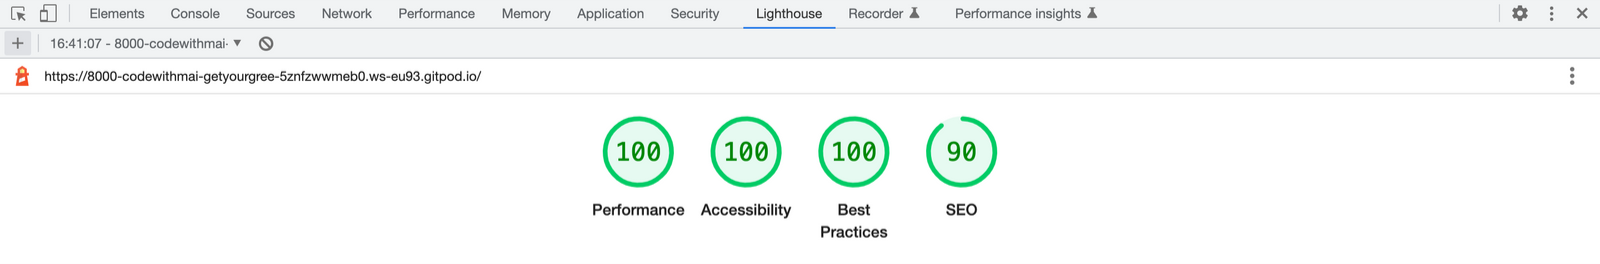 Elements Console Sources Network Performance Memory Application Security Lighthouse Recorder Performance insights
16:41:07 - 8000-codewithmai-
https://8000-codewithmai-getyourgree-5znfzwwmeb0.ws-eu93.gitpod.io/
100 100 100 90
Performance Accessibility Best Practices SEO